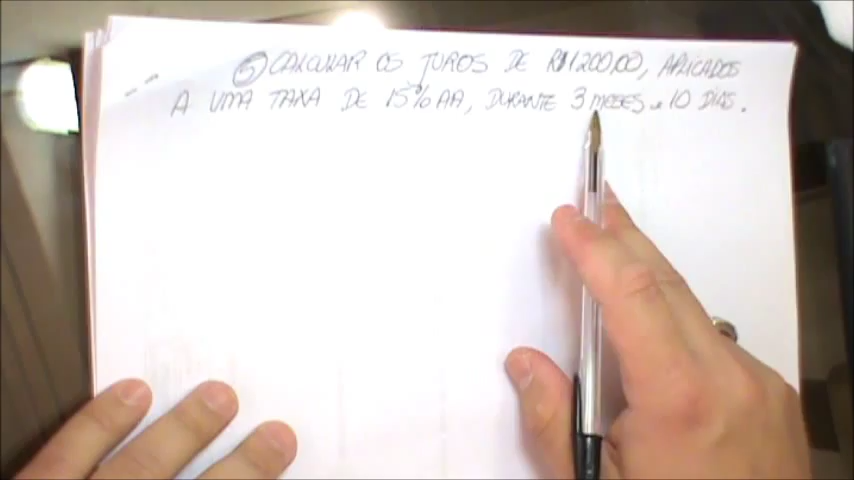 ⑤ CALCULAR OS JUROS DE R$1200,00, APLICADOS
A UMA TAXA DE 15% AA, DURANTE 3 MESES e 10 DIAS.